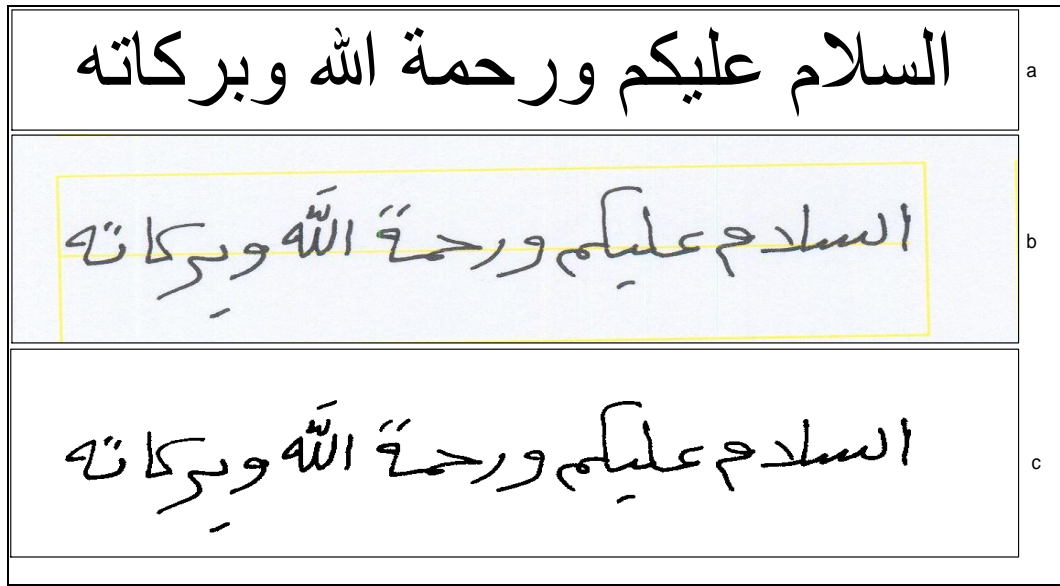 السلام عليكم ورحمة الله وبركاته
a
السلام عليكم ورحمة الله وبركاته
b
السلام عليكم ورحمة الله وبركاته
c